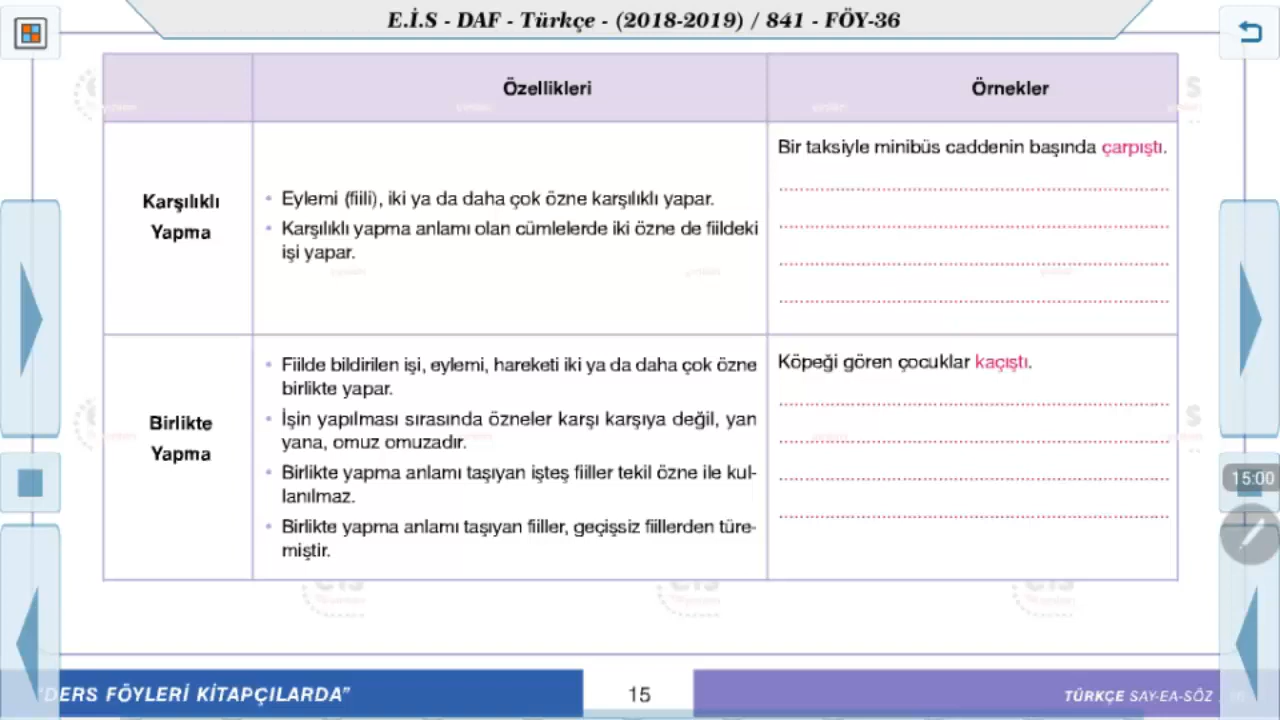 E.İ.S - DAF - Türkçe - (2018-2019) / 841 - FÖY-36
Özellikleri
Örnekler
Karşılıklı
Yapma
• Eylemi (fiili), iki ya da daha çok özne karşılıklı yapar.
• Karşılıklı yapma anlamı olan cümlelerde iki özne de fiildeki
işi yapar.
Bir taksiyle minibüs caddenin başında çarpıştı.
Birlikte
Yapma
• Fiilde bildirilen işi, eylemi, hareketi iki ya da daha çok özne
birlikte yapar.
• İşin yapılması sırasında özneler karşı karşıya değil, yan
yana, omuz omuzadır.
• Birlikte yapma anlamı taşıyan işteş fiiller tekil özne ile kul-
lanılmaz.
• Birlikte yapma anlamı taşıyan fiiller, geçişsiz fiillerden türe-
miştir.
Köpeği gören çocuklar kaçıştı.
15:00
"DERS FÖYLERİ KİTAPÇILARDA"
15
TÜRKÇE SAY-EA-SÖZ